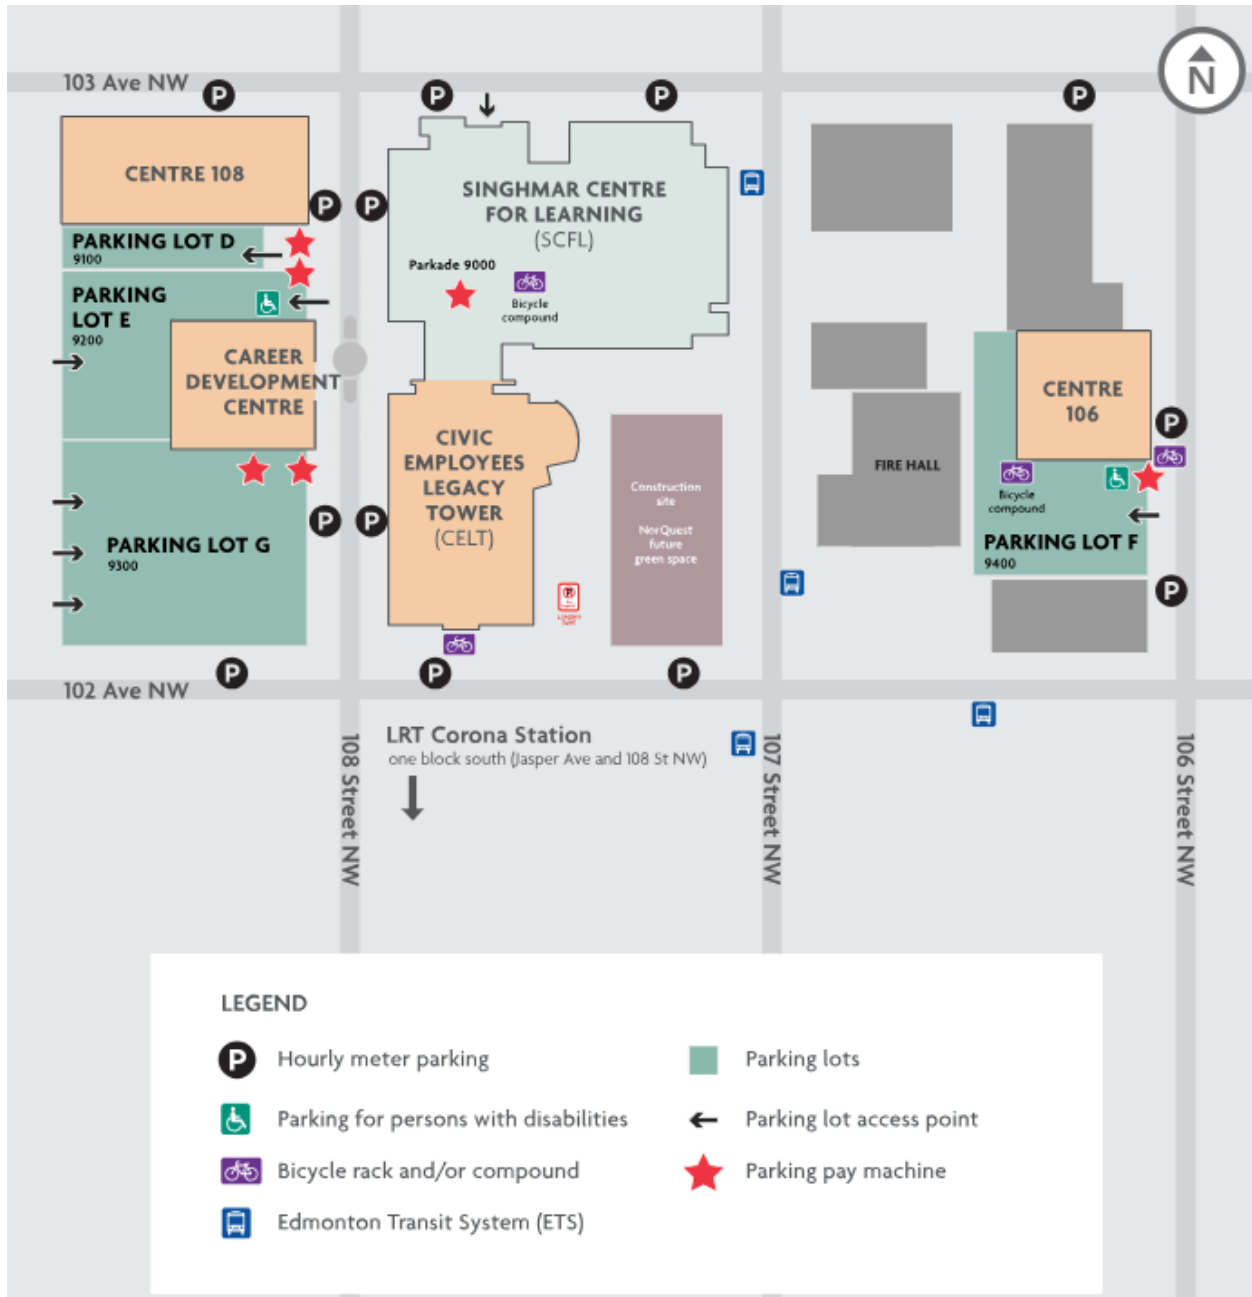 103 Ave NW
P
P
P
P
N
CENTRE 108
P
P
SINGHMAR CENTRE
FOR LEARNING
(SCFL)
PARKING LOT D
9100
Parkade 9000
Bicycle
compound
PARKING
LOT E
9200
CAREER
DEVELOPMENT
CENTRE
CENTRE
106
P
CIVIC
EMPLOYEES
LEGACY
TOWER
(CELT)
Construction
site
NorQuest
future
green space
FIRE HALL
Bicycle
compound
PARKING LOT G
9300
P
P
PARKING LOT F
9400
P
P
102 Ave NW
P
P
P
LRT Corona Station
one block south (Jasper Ave and 108 St NW)
108 Street NW
107 Street NW
106 Street NW
LEGEND
P Hourly meter parking
Parking for persons with disabilities
Bicycle rack and/or compound
Edmonton Transit System (ETS)
Parking lots
Parking lot access point
Parking pay machine